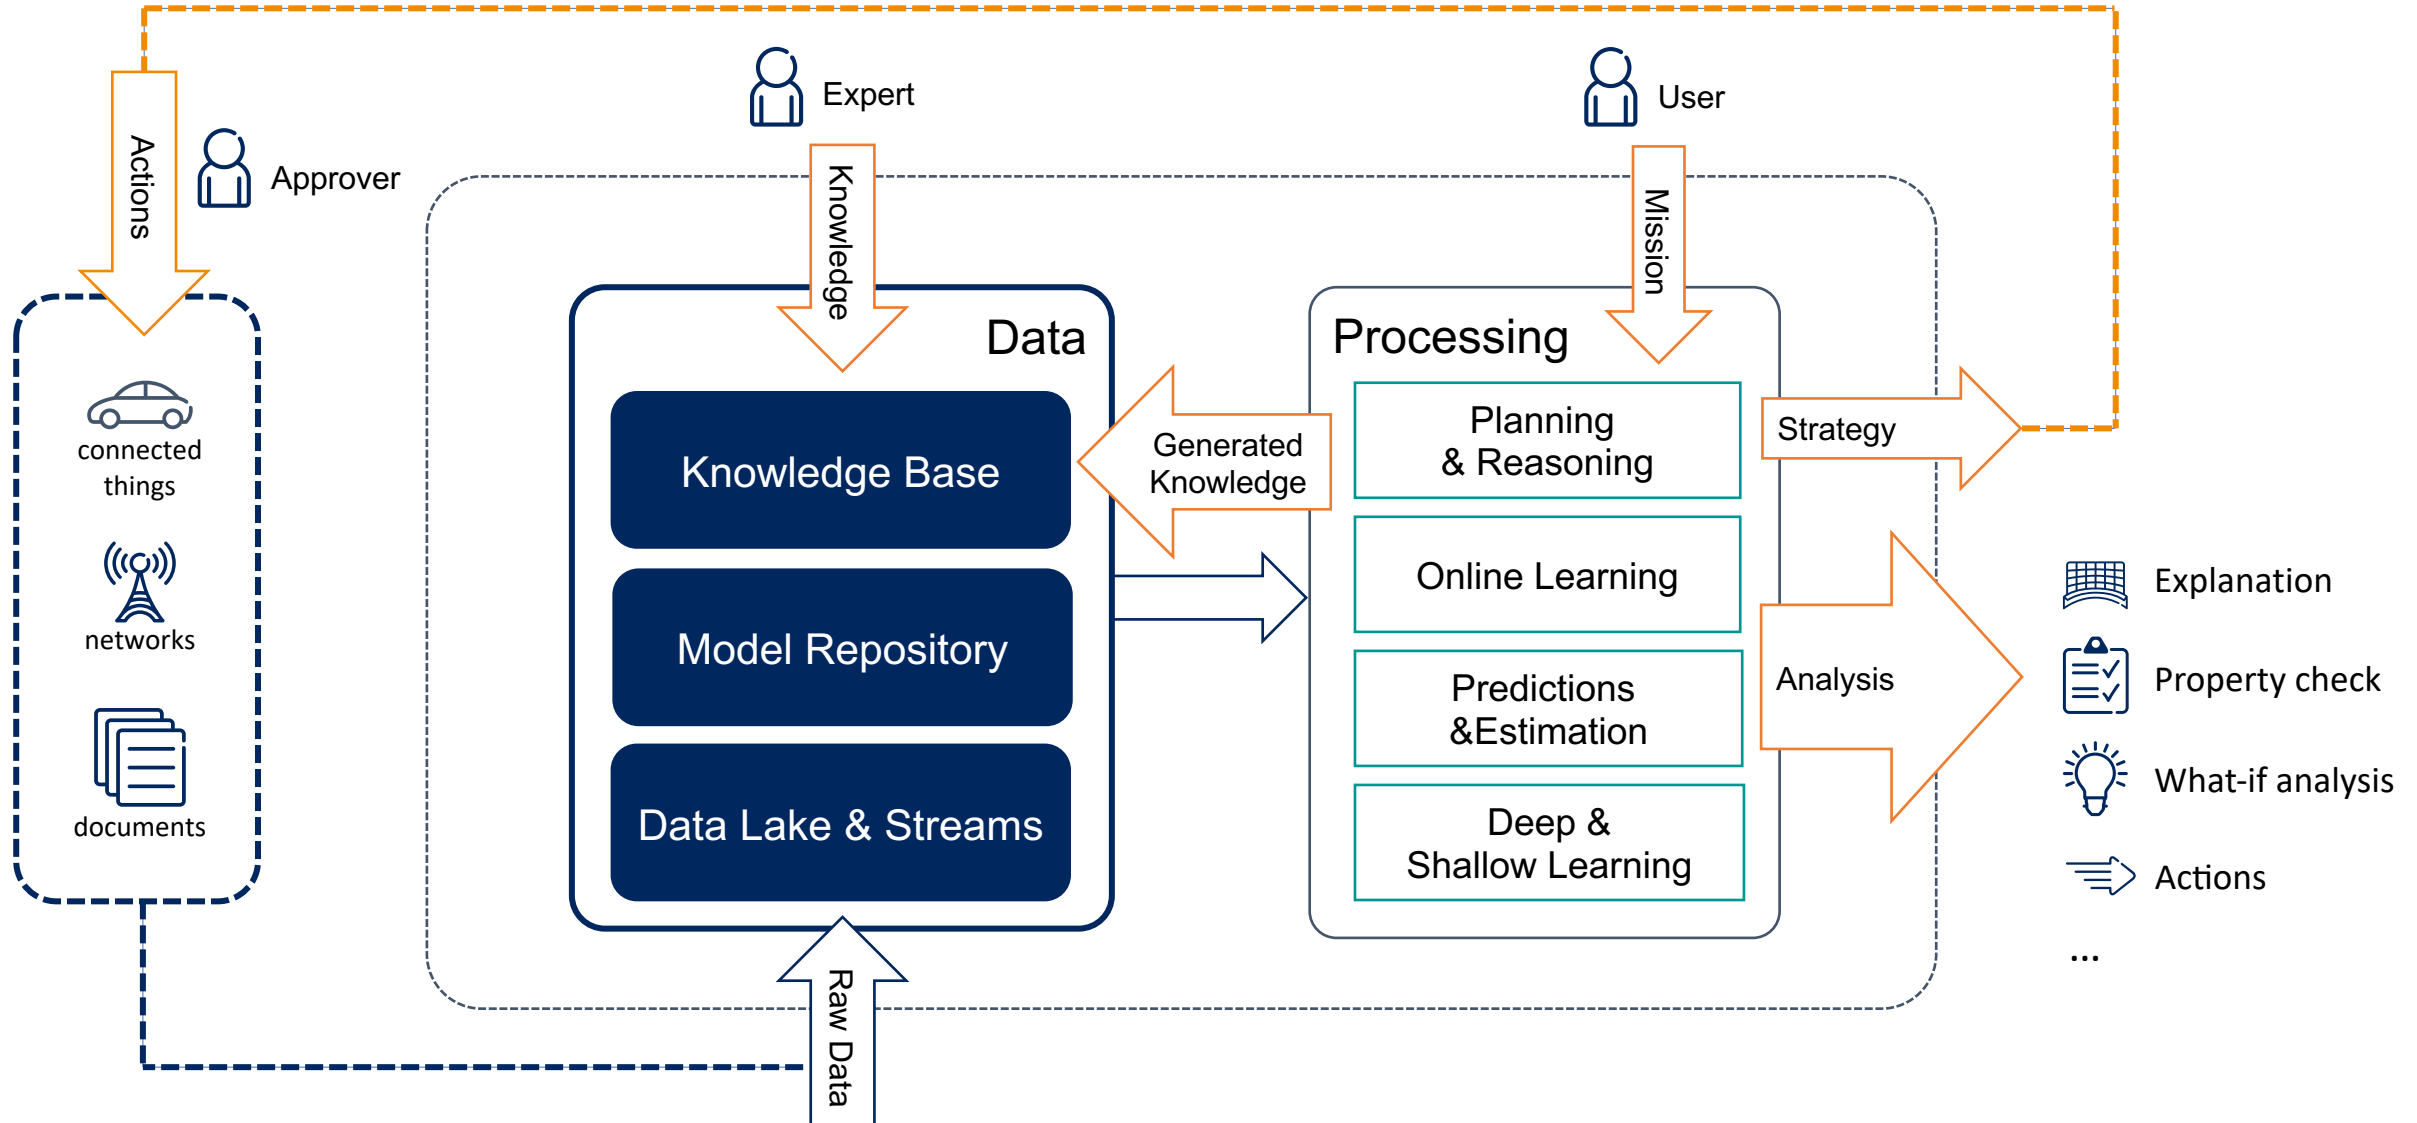 Actions
Approver
Expert
Knowledge
User
Mission
connected
things
networks
documents
Data
Knowledge Base
Model Repository
Data Lake & Streams
Raw Data
Generated
Knowledge
Processing
Planning
& Reasoning
Online Learning
Predictions
&Estimation
Deep &
Shallow Learning
Strategy
Analysis
Explanation
Property check
What-if analysis
Actions
...